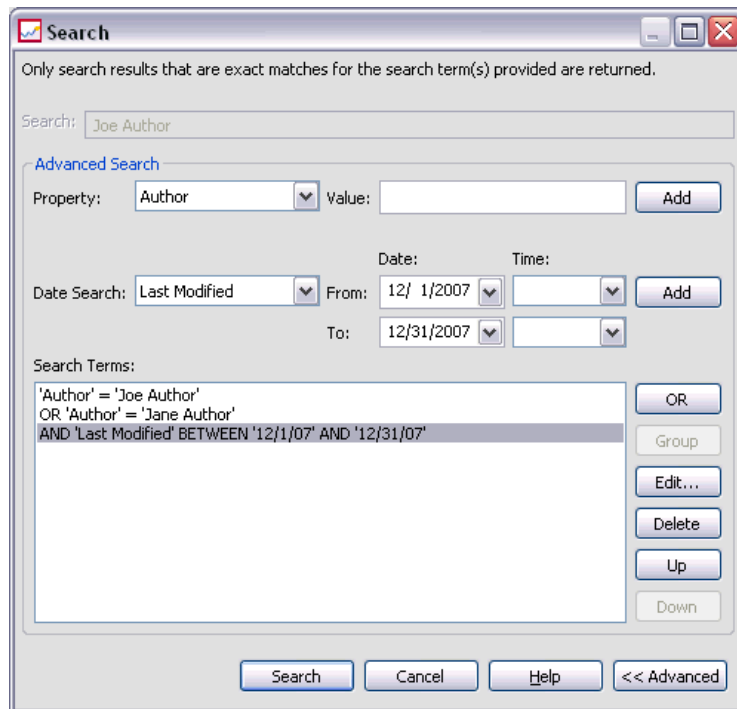 Search
Only search results that are exact matches for the search term(s) provided are returned.
Search: Joe Author
Advanced Search
Property: Author Value: Add
Date: Time:
Date Search: Last Modified From: 12/ 1/2007 Add
To: 12/31/2007
Search Terms:
'Author' = 'Joe Author'
OR 'Author' = 'Jane Author'
AND 'Last Modified' BETWEEN '12/1/07' AND '12/31/07'
OR
Group
Edit...
Delete
Up
Down
Search Cancel Help << Advanced